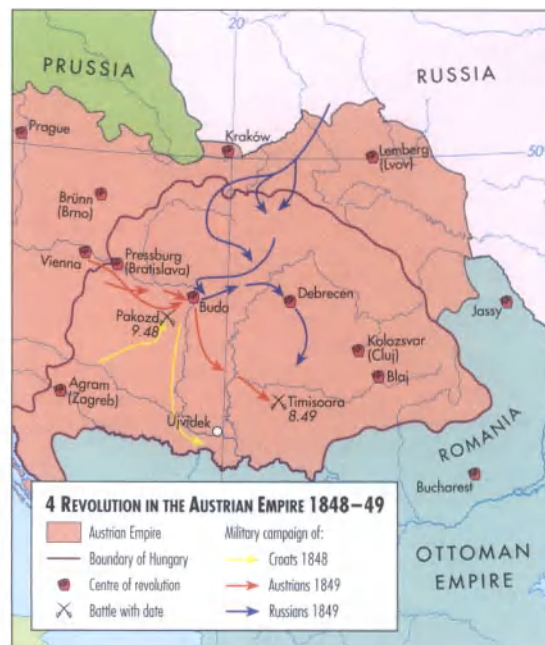 20
PRUSSIA
RUSSIA
Prague
Kraków
Lemberg
(Lvov)
50°
Brünn
(Brno)
Vienna
Pressburg
(Bratislava)
Buda
Debrecen
Jassy
Pakozd
9.48
Kolozsvar
(Cluj)
Blaj
Agram
(Zagreb)
Timisoara
8.49
Ujvidek
ROMANIA
Bucharest
OTTOMAN
EMPIRE
4 REVOLUTION IN THE AUSTRIAN EMPIRE 1848–49
Austrian Empire
Boundary of Hungary
Centre of revolution
Battle with date
Military campaign of:
Croats 1848
Austrians 1849
Russians 1849